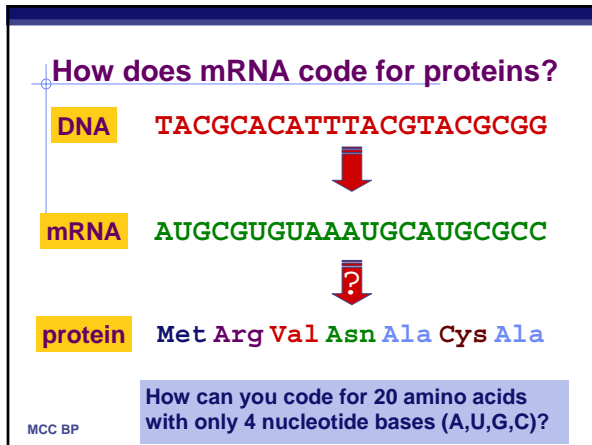 How does mRNA code for proteins?
DNA TACGCACATTTACGTACGCGG
mRNA AUGCGUGUAAAUGCAUGCGCC
?
protein Met Arg Val Asn Ala Cys Ala
How can you code for 20 amino acids
with only 4 nucleotide bases (A,U,G,C)?
MCC BP